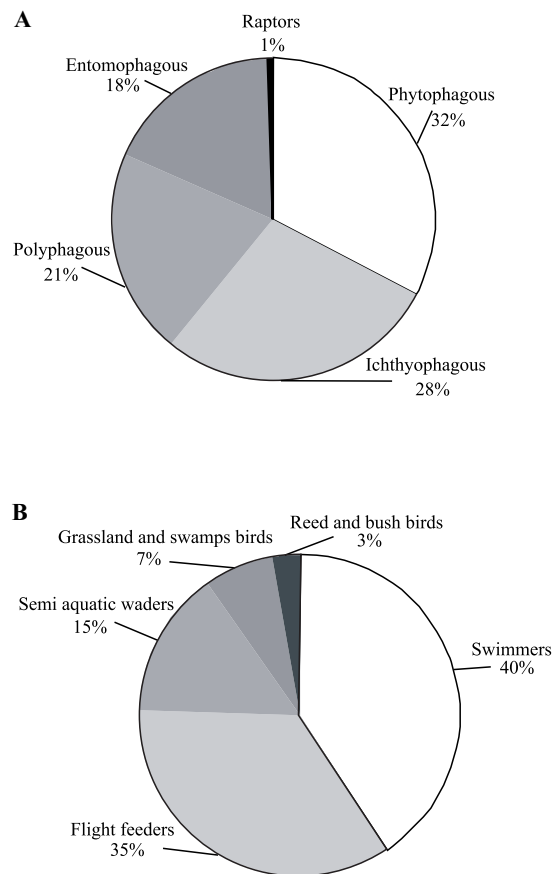 A
Raptors
1%
Entomophagous
18%
Phytophagous
32%
Polyphagous
21%
Ichthyophagous
28%
B
Reed and bush birds
3%
Grassland and swamps birds
7%
Semi aquatic waders
15%
Swimmers
40%
Flight feeders
35%